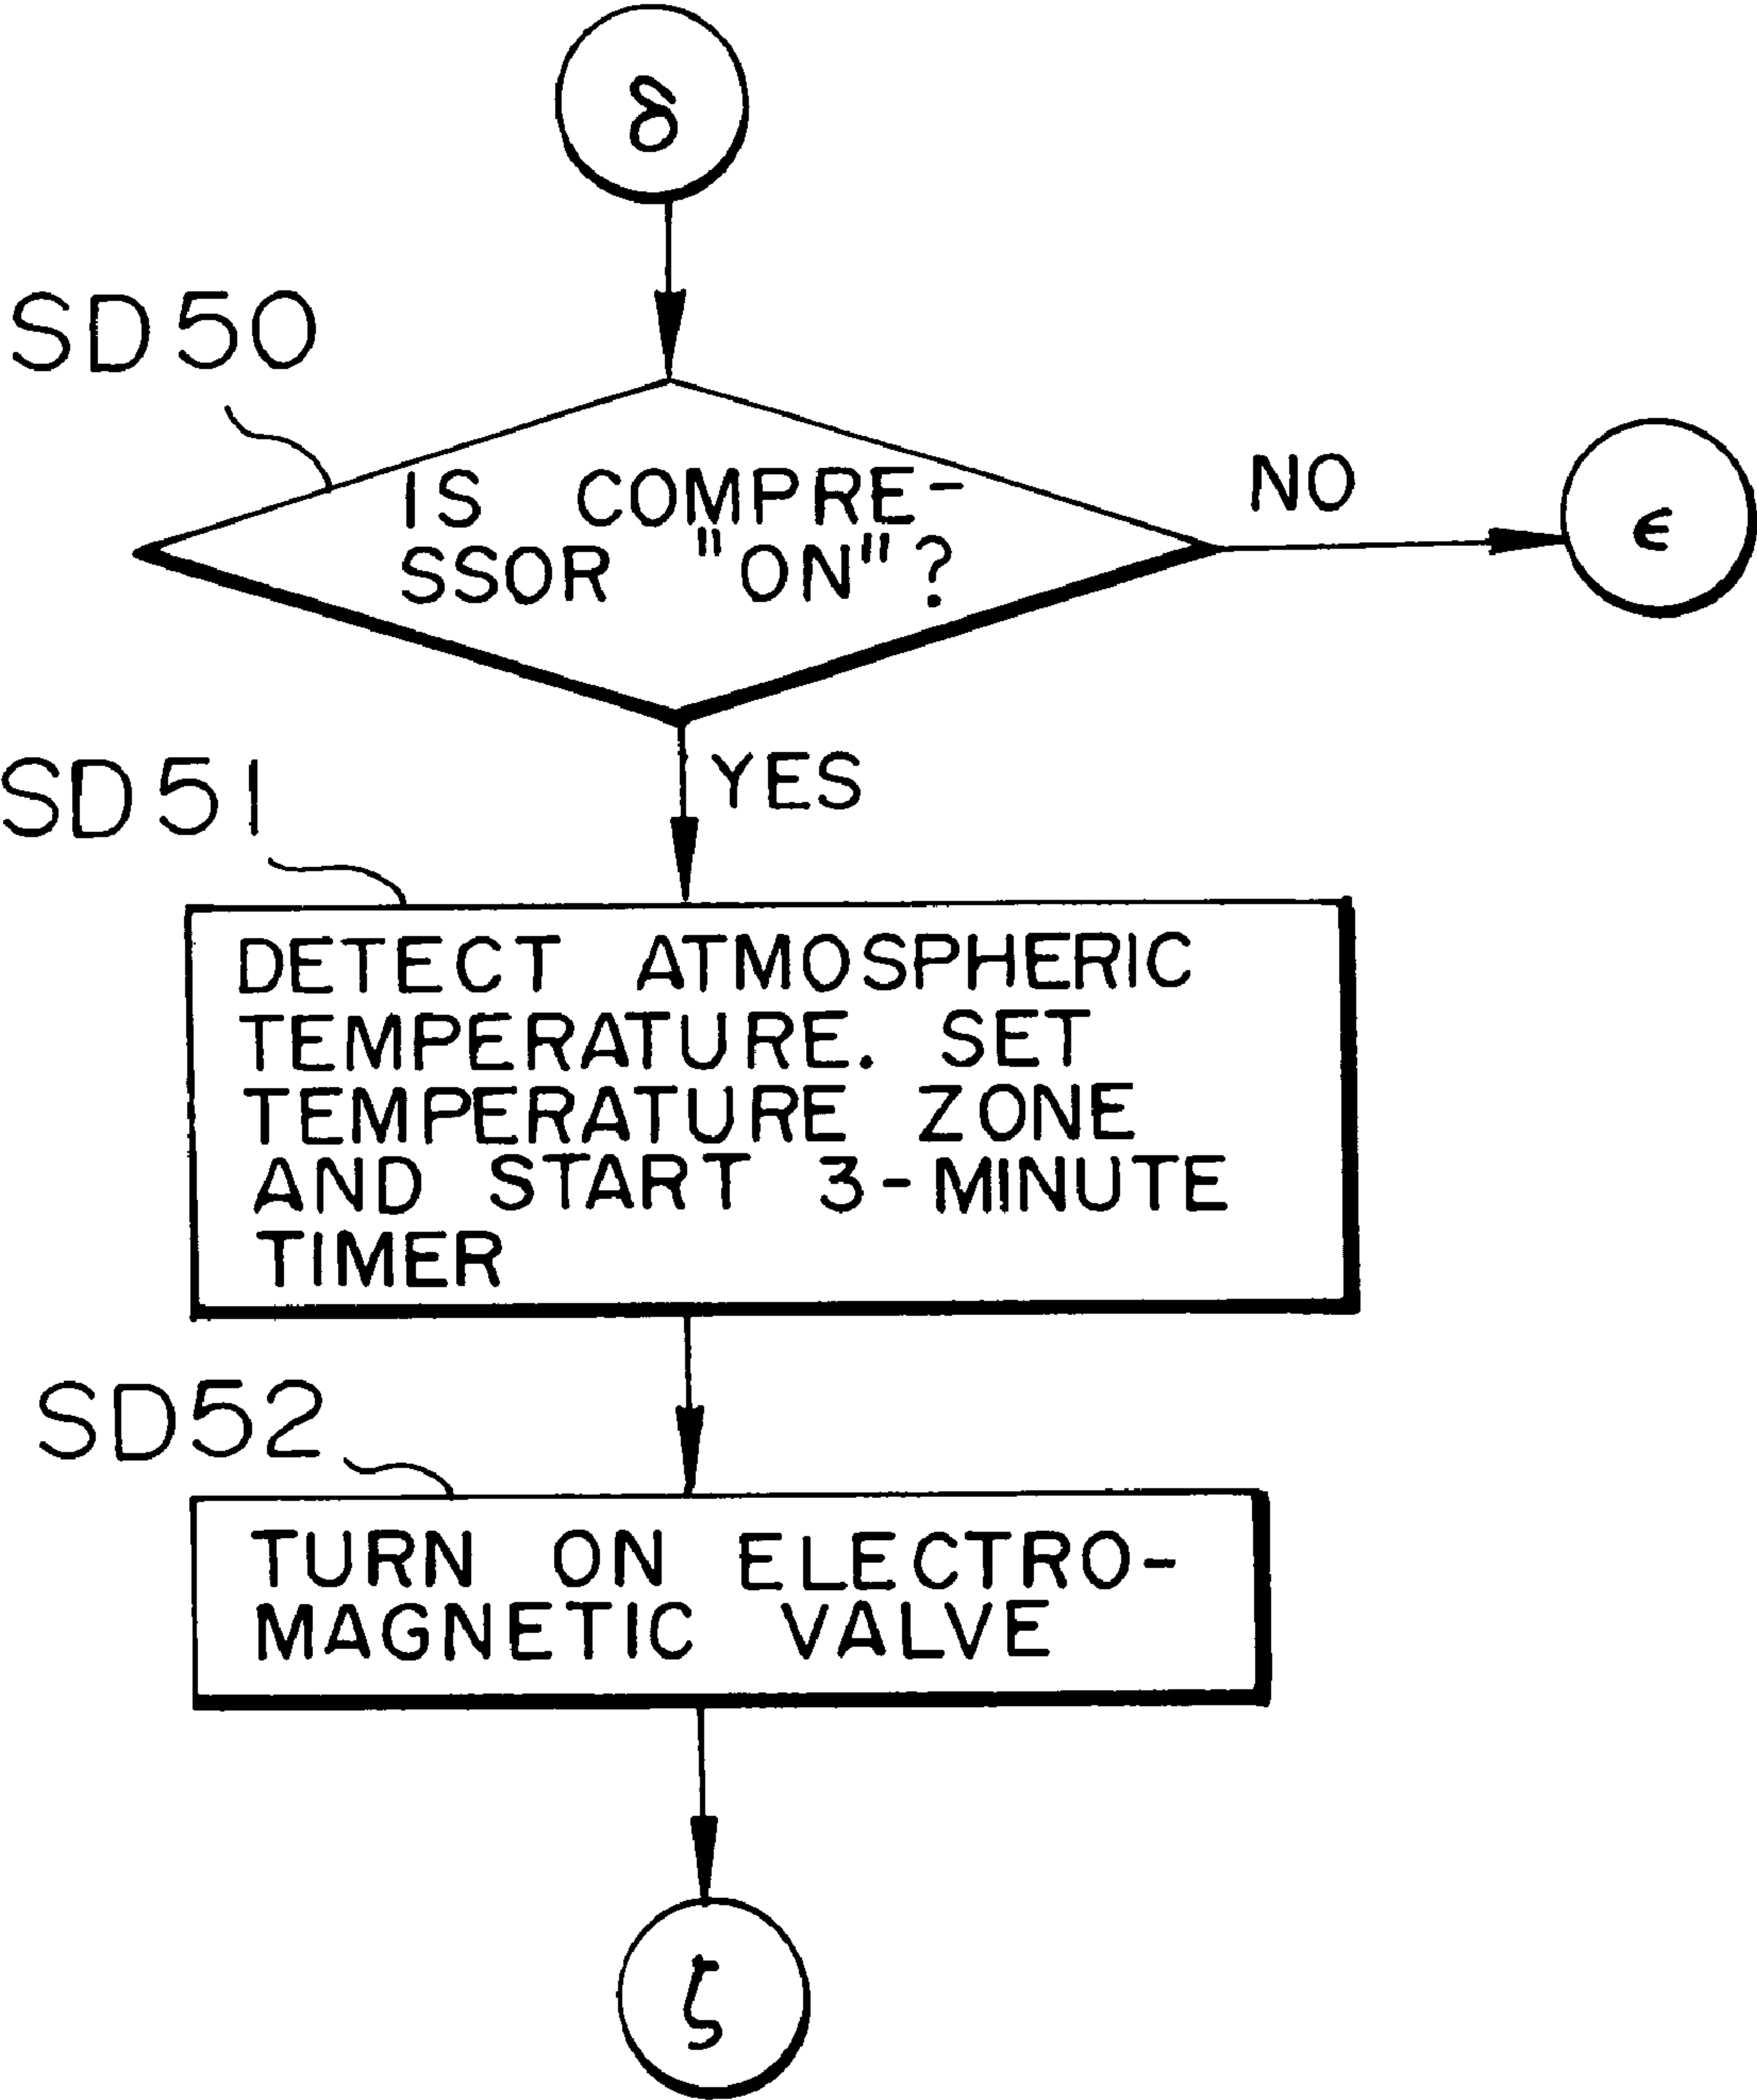 δ
SD50
IS COMPRE-
SSOR "ON"?
NO
ϵ
YES
SD51
DETECT ATMOSPHERIC
TEMPERATURE. SET
TEMPERATURE ZONE
AND START 3-MINUTE
TIMER
SD52
TURN ON ELECTRO-
MAGNETIC VALVE
ζ